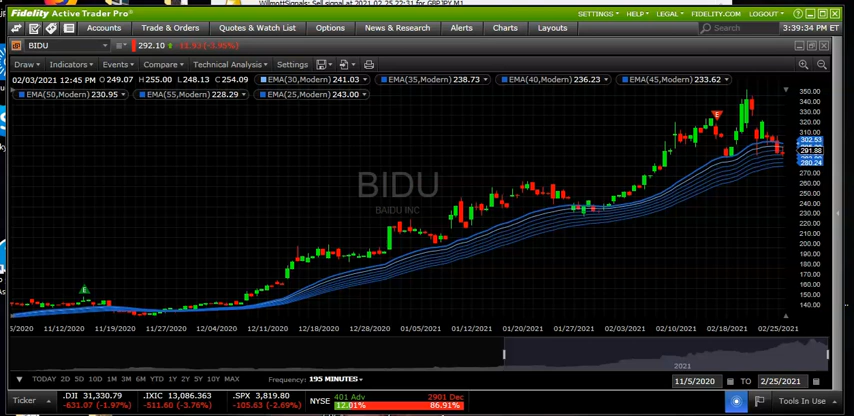 WillmottSignals: Sell signal at 2021.02.25 22:31 for GBPJPY M1
Fidelity Active Trader Pro® SETTINGS HELP LEGAL FIDELITY.COM LOGOUT
Accounts Trade & Orders Quotes & Watch List Options News & Research Alerts Charts Layouts Search 3:39:34 PM ET
BIDU 292.10 11.93 (-3.95%)
Draw Indicators Events Compare Technical Analysis Settings
02/03/2021 12:45 PM O 249.07 H 255.00 L 248.13 C 254.09 EMA(30,Modern) 241.03 EMA(35,Modern) 238.73 EMA(40,Modern) 236.23 EMA(45,Modern) 233.62
EMA(50,Modern) 230.95 EMA(55,Modern) 228.29 EMA(25,Modern) 243.00
350.00
340.00
330.00
E
320.00
310.00
302.53
291.88
280.24
BIDU
BAIDU INC
270.00
260.00
250.00
240.00
230.00
220.00
210.00
200.00
190.00
180.00
170.00
160.00
E
150.00
140.00
5/2020 11/12/2020 11/19/2020 11/27/2020 12/04/2020 12/11/2020 12/18/2020 12/28/2020 01/05/2021 01/12/2021 01/20/2021 01/27/2021 02/03/2021 02/10/2021 02/18/2021 02/25/2021
2021
TODAY 2D 5D 10D 1M 3M 6M YTD 1Y 2Y 5Y 10Y MAX Frequency: 195 MINUTES 11/5/2020 TO 2/25/2021
Ticker .DJI 31,330.79 .IXIC 13,086.363 .SPX 3,819.80 NYSE 401 Adv 2901 Dec Tools In Use
-631.07 (-1.97%) -511.60 (-3.76%) -105.63 (-2.69%) 12.01% 86.91%